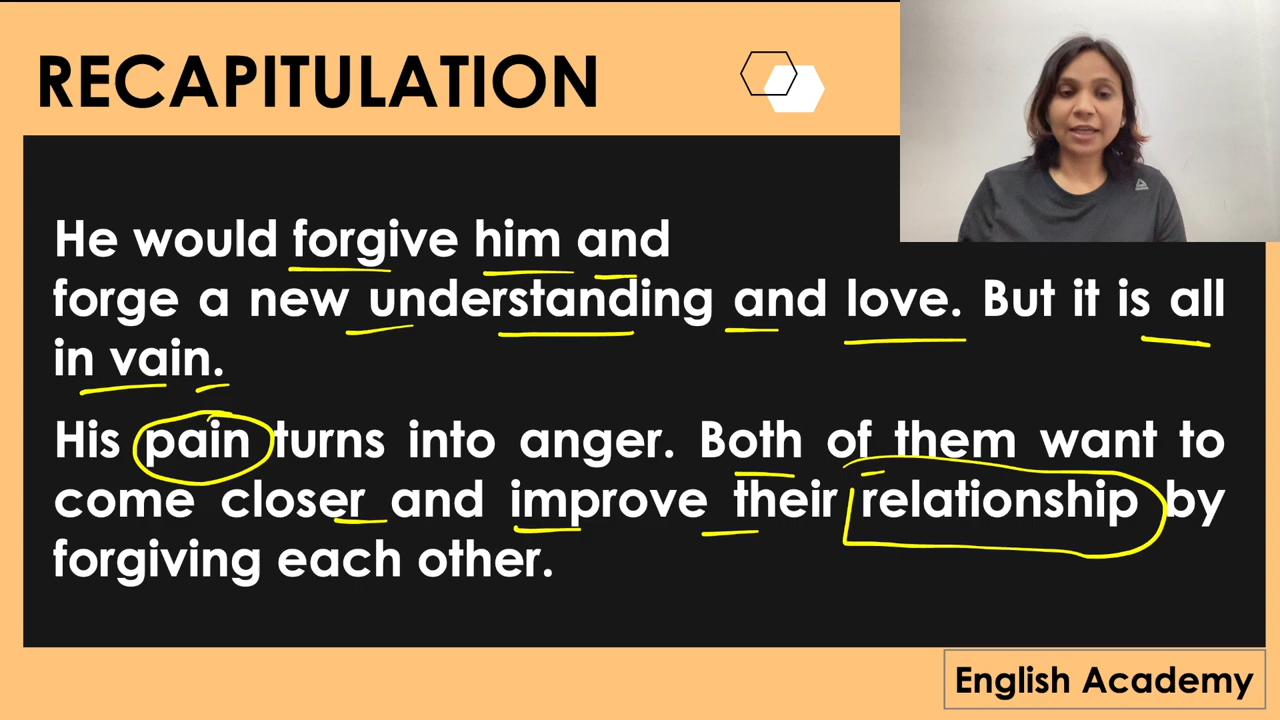 RECAPITULATION
He would forgive him and
forge a new understanding and love. But it is all
in vain.
His pain turns into anger. Both of them want to
come closer and improve their relationship by
forgiving each other.
English Academy